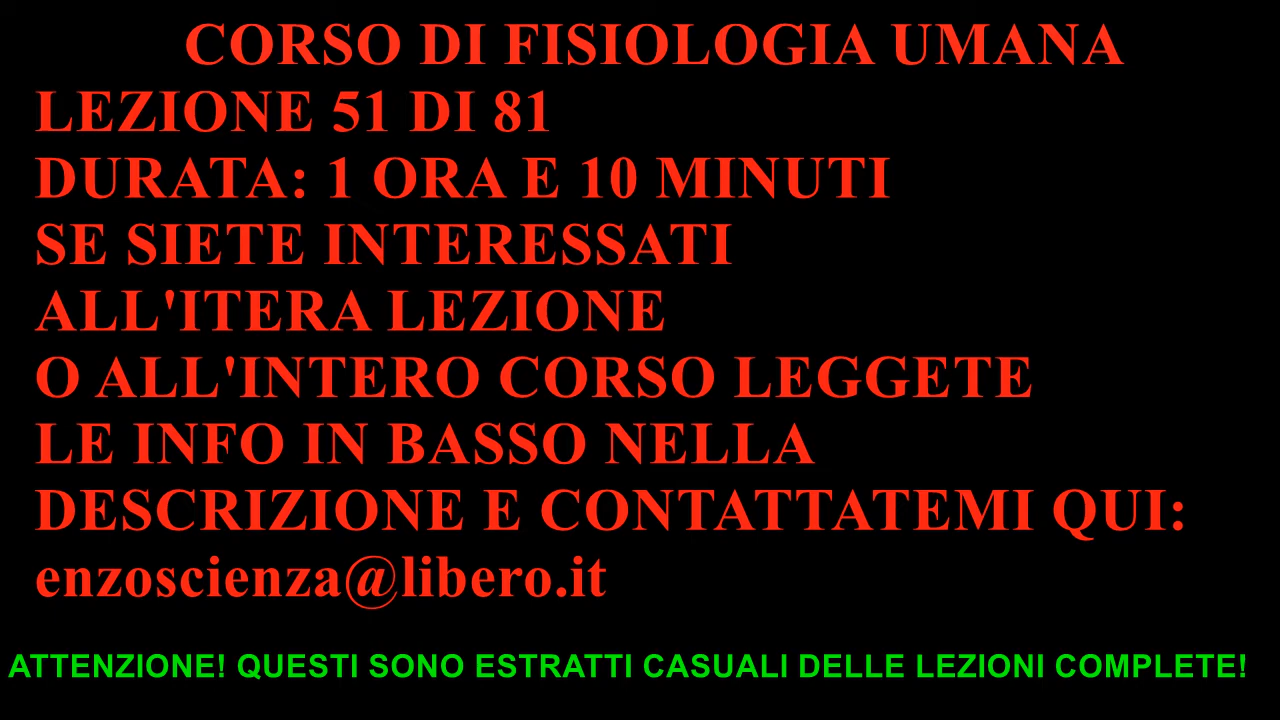 CORSO DI FISIOLOGIA UMANA
LEZIONE 51 DI 81
DURATA: 1 ORA E 10 MINUTI
SE SIETE INTERESSATI
ALL'ITERA LEZIONE
O ALL'INTERO CORSO LEGGETE
LE INFO IN BASSO NELLA
DESCRIZIONE E CONTATTATEMI QUI:
enzoscienza@libero.it
ATTENZIONE! QUESTI SONO ESTRATTI CASUALI DELLE LEZIONI COMPLETE!